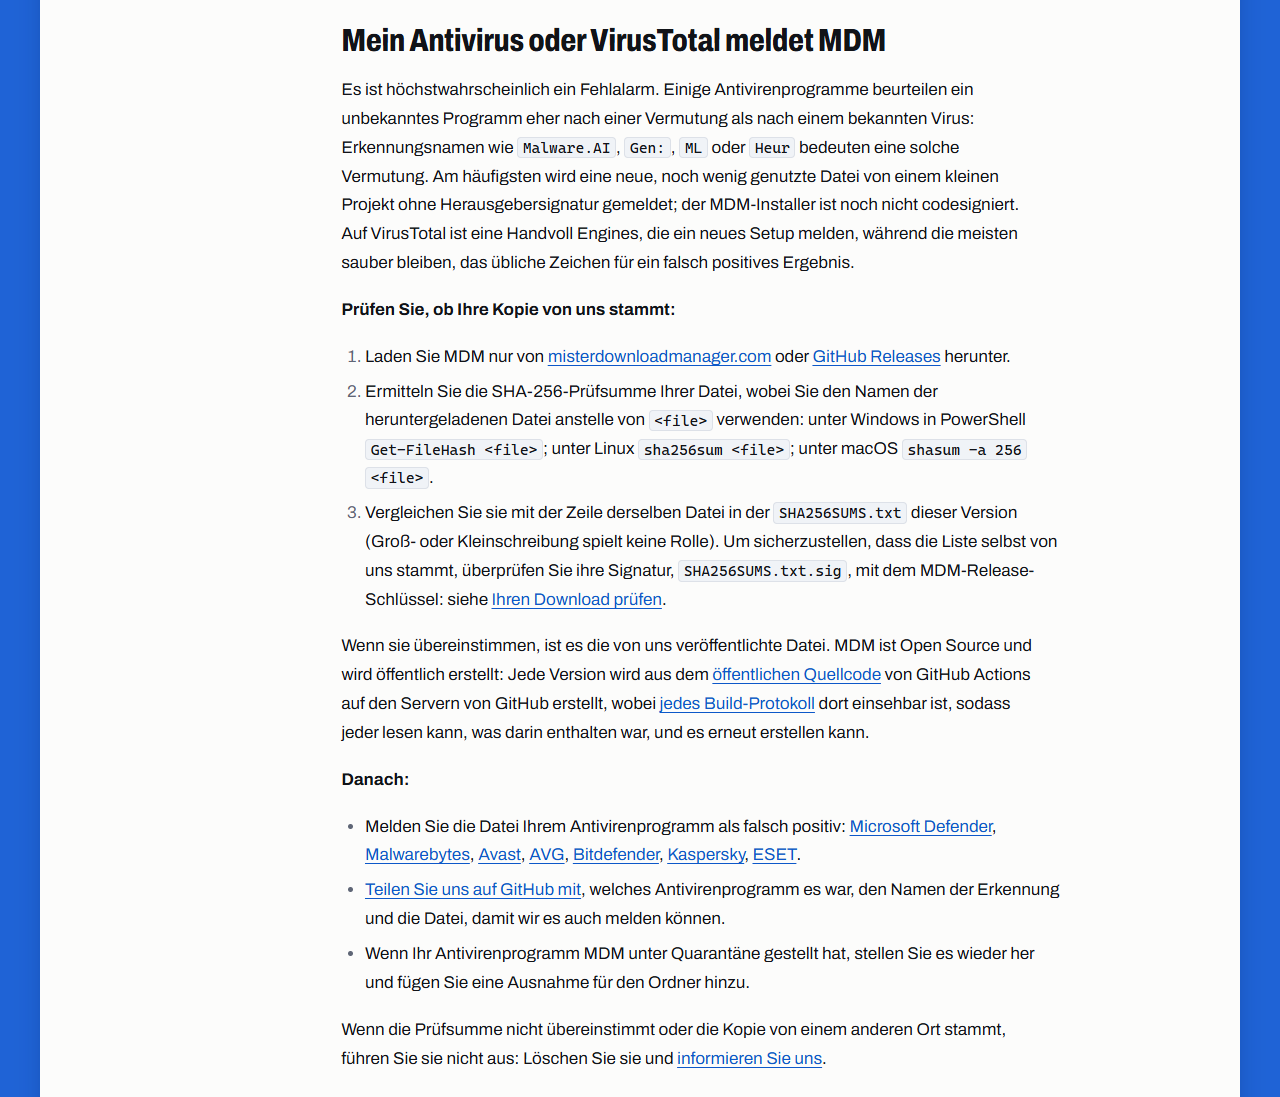 Mein Antivirus oder VirusTotal meldet MDM
Es ist höchstwahrscheinlich ein Fehlalarm. Einige Antivirenprogramme beurteilen ein
unbekanntes Programm eher nach einer Vermutung als nach einem bekannten Virus:
Erkennungsnamen wie Malware.AI, Gen:, ML oder Heur bedeuten eine solche
Vermutung. Am häufigsten wird eine neue, noch wenig genutzte Datei von einem kleinen
Projekt ohne Herausgebersignatur gemeldet; der MDM-Installer ist noch nicht codesigniert.
Auf VirusTotal ist eine Handvoll Engines, die ein neues Setup melden, während die meisten
sauber bleiben, das übliche Zeichen für ein falsch positives Ergebnis.
Prüfen Sie, ob Ihre Kopie von uns stammt:
1. Laden Sie MDM nur von misterdownloadmanager.com oder GitHub Releases herunter.
2. Ermitteln Sie die SHA-256-Prüfsumme Ihrer Datei, wobei Sie den Namen der
heruntergeladenen Datei anstelle von <file> verwenden: unter Windows in PowerShell
Get-FileHash <file>; unter Linux sha256sum <file>; unter macOS shasum -a 256
<file>.
3. Vergleichen Sie sie mit der Zeile derselben Datei in der SHA256SUMS.txt dieser Version
(Groß- oder Kleinschreibung spielt keine Rolle). Um sicherzustellen, dass die Liste selbst von
uns stammt, überprüfen Sie ihre Signatur, SHA256SUMS.txt.sig, mit dem MDM-Release-
Schlüssel: siehe Ihren Download prüfen.
Wenn sie übereinstimmen, ist es die von uns veröffentlichte Datei. MDM ist Open Source und
wird öffentlich erstellt: Jede Version wird aus dem öffentlichen Quellcode von GitHub Actions
auf den Servern von GitHub erstellt, wobei jedes Build-Protokoll dort einsehbar ist, sodass
jeder lesen kann, was darin enthalten war, und es erneut erstellen kann.
Danach:
• Melden Sie die Datei Ihrem Antivirenprogramm als falsch positiv: Microsoft Defender,
Malwarebytes, Avast, AVG, Bitdefender, Kaspersky, ESET.
• Teilen Sie uns auf GitHub mit, welches Antivirenprogramm es war, den Namen der Erkennung
und die Datei, damit wir es auch melden können.
• Wenn Ihr Antivirenprogramm MDM unter Quarantäne gestellt hat, stellen Sie es wieder her
und fügen Sie eine Ausnahme für den Ordner hinzu.
Wenn die Prüfsumme nicht übereinstimmt oder die Kopie von einem anderen Ort stammt,
führen Sie sie nicht aus: Löschen Sie sie und informieren Sie uns.